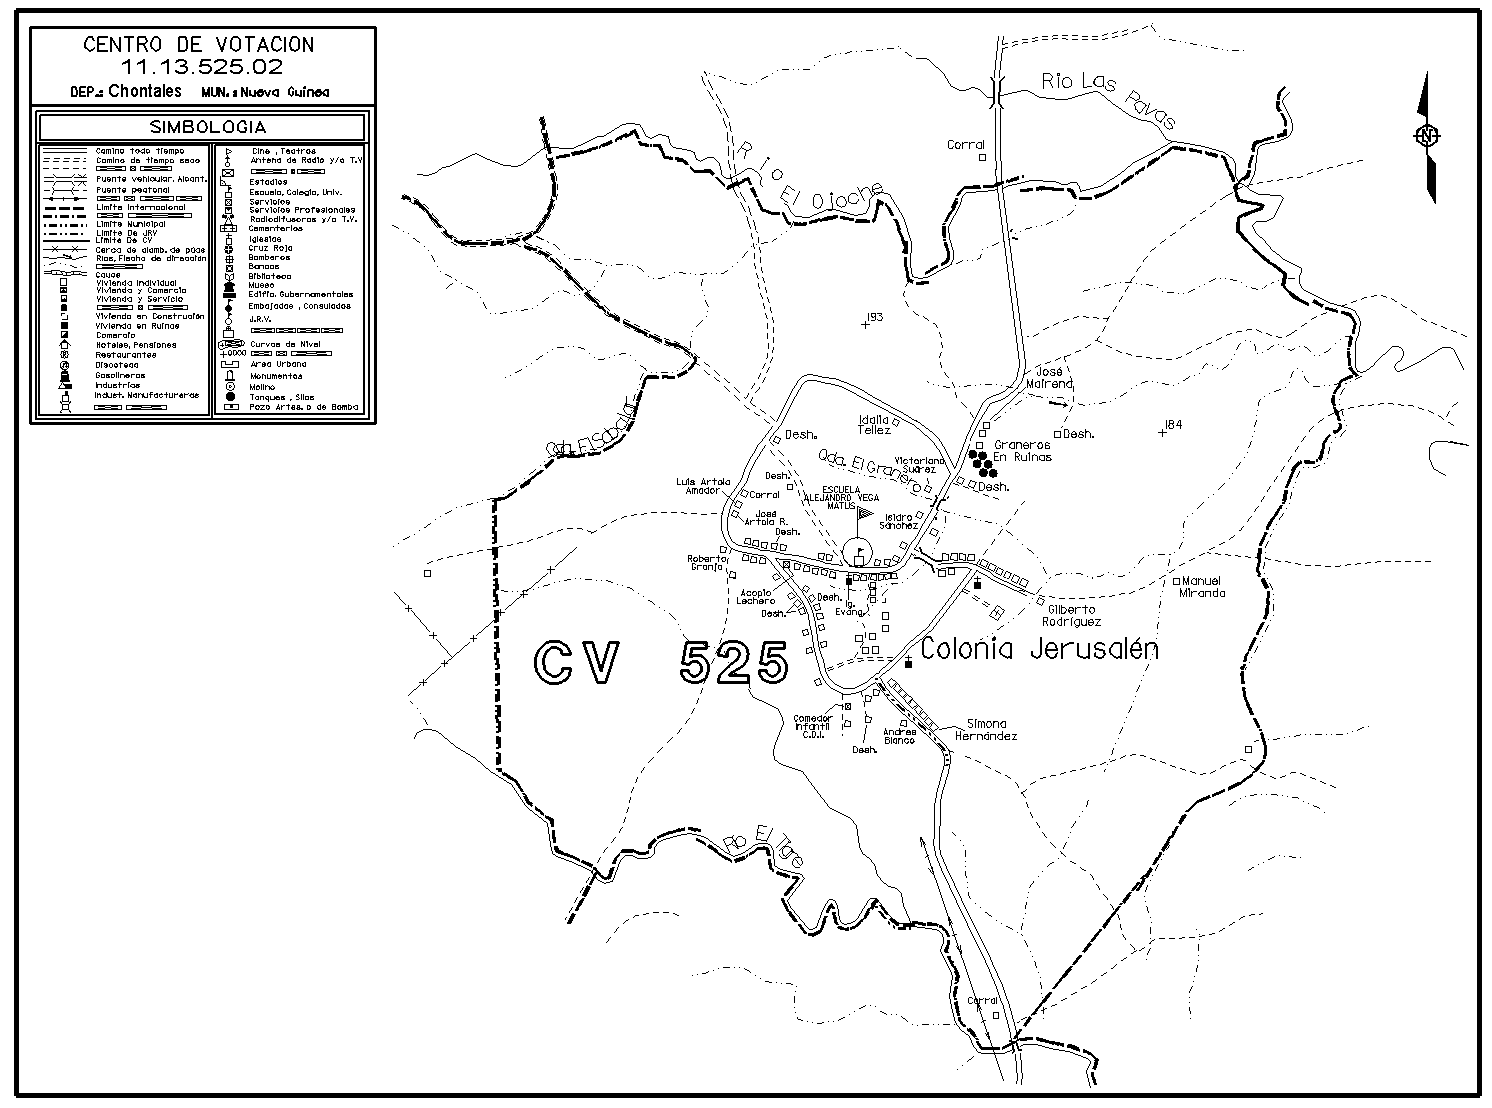 CENTRO DE VOTACION
11.13.525.02
DEP.: Chontales MUN.: Nueva Guinea
SIMBOLOGIA
Camino todo tiempo
Camino de tiempo seco
Puente vehicular. Alcant.
Puente peatonal
Limite Internacional
Limite Municipal
Limite De JRV
Limite De CV
Cerca de alamb. de púas
Rios, Flecha de dirección
Cauce
Vivienda Individual
Vivienda y Comercio
Vivienda y Servicio
Vivienda en Construción
Vivienda en Ruinas
Comercio
Hoteles, Pensiones
Restaurantes
Discoteca
Gasolineras
Industrias
Indust. Manufactureras
Cine , Teatros
Antena de Radio y/o T.V
Estadios
Escuela, Colegio, Univ.
Servicios
Servicios Profesionales
Radiodifusoras y/o T.V.
Cementerios
Iglesias
Cruz Roja
Bomberos
Bancos
Biblioteca
Museo
Edific. Gubernamentales
Embajadas , Consulados
J.R.V.
Curvas de Nivel
Area Urbana
Monumentos
Molino
Tanques , Silos
Pozo Artes. o de Bomba
Rio Las Pavas
Corral
Rio El Ojoche
193
José
Mairena
184
Idalia
Tellez
Desh.
Desh.
Graneros
En Ruinas
Qda. El Sabalo
Qda. El Granero
Victoriano
Suárez
Desh.
Luis Artola
Amador
Desh.
Corral
ESCUELA
ALEJANDRO VEGA
MATUS
José
Artola R.
Isidro
Sánchez
Desh.
Roberto
Granja
Acopio
Lechero
Desh.
Desh.
Ig.
Evang.
Manuel
Miranda
Gilberto
Rodríguez
CV 525
Colonia Jerusalén
Comedor
Infantil
C.D.I.
Desh.
Andres
Blanco
Simona
Hernández
Rio El Tigre
Corral